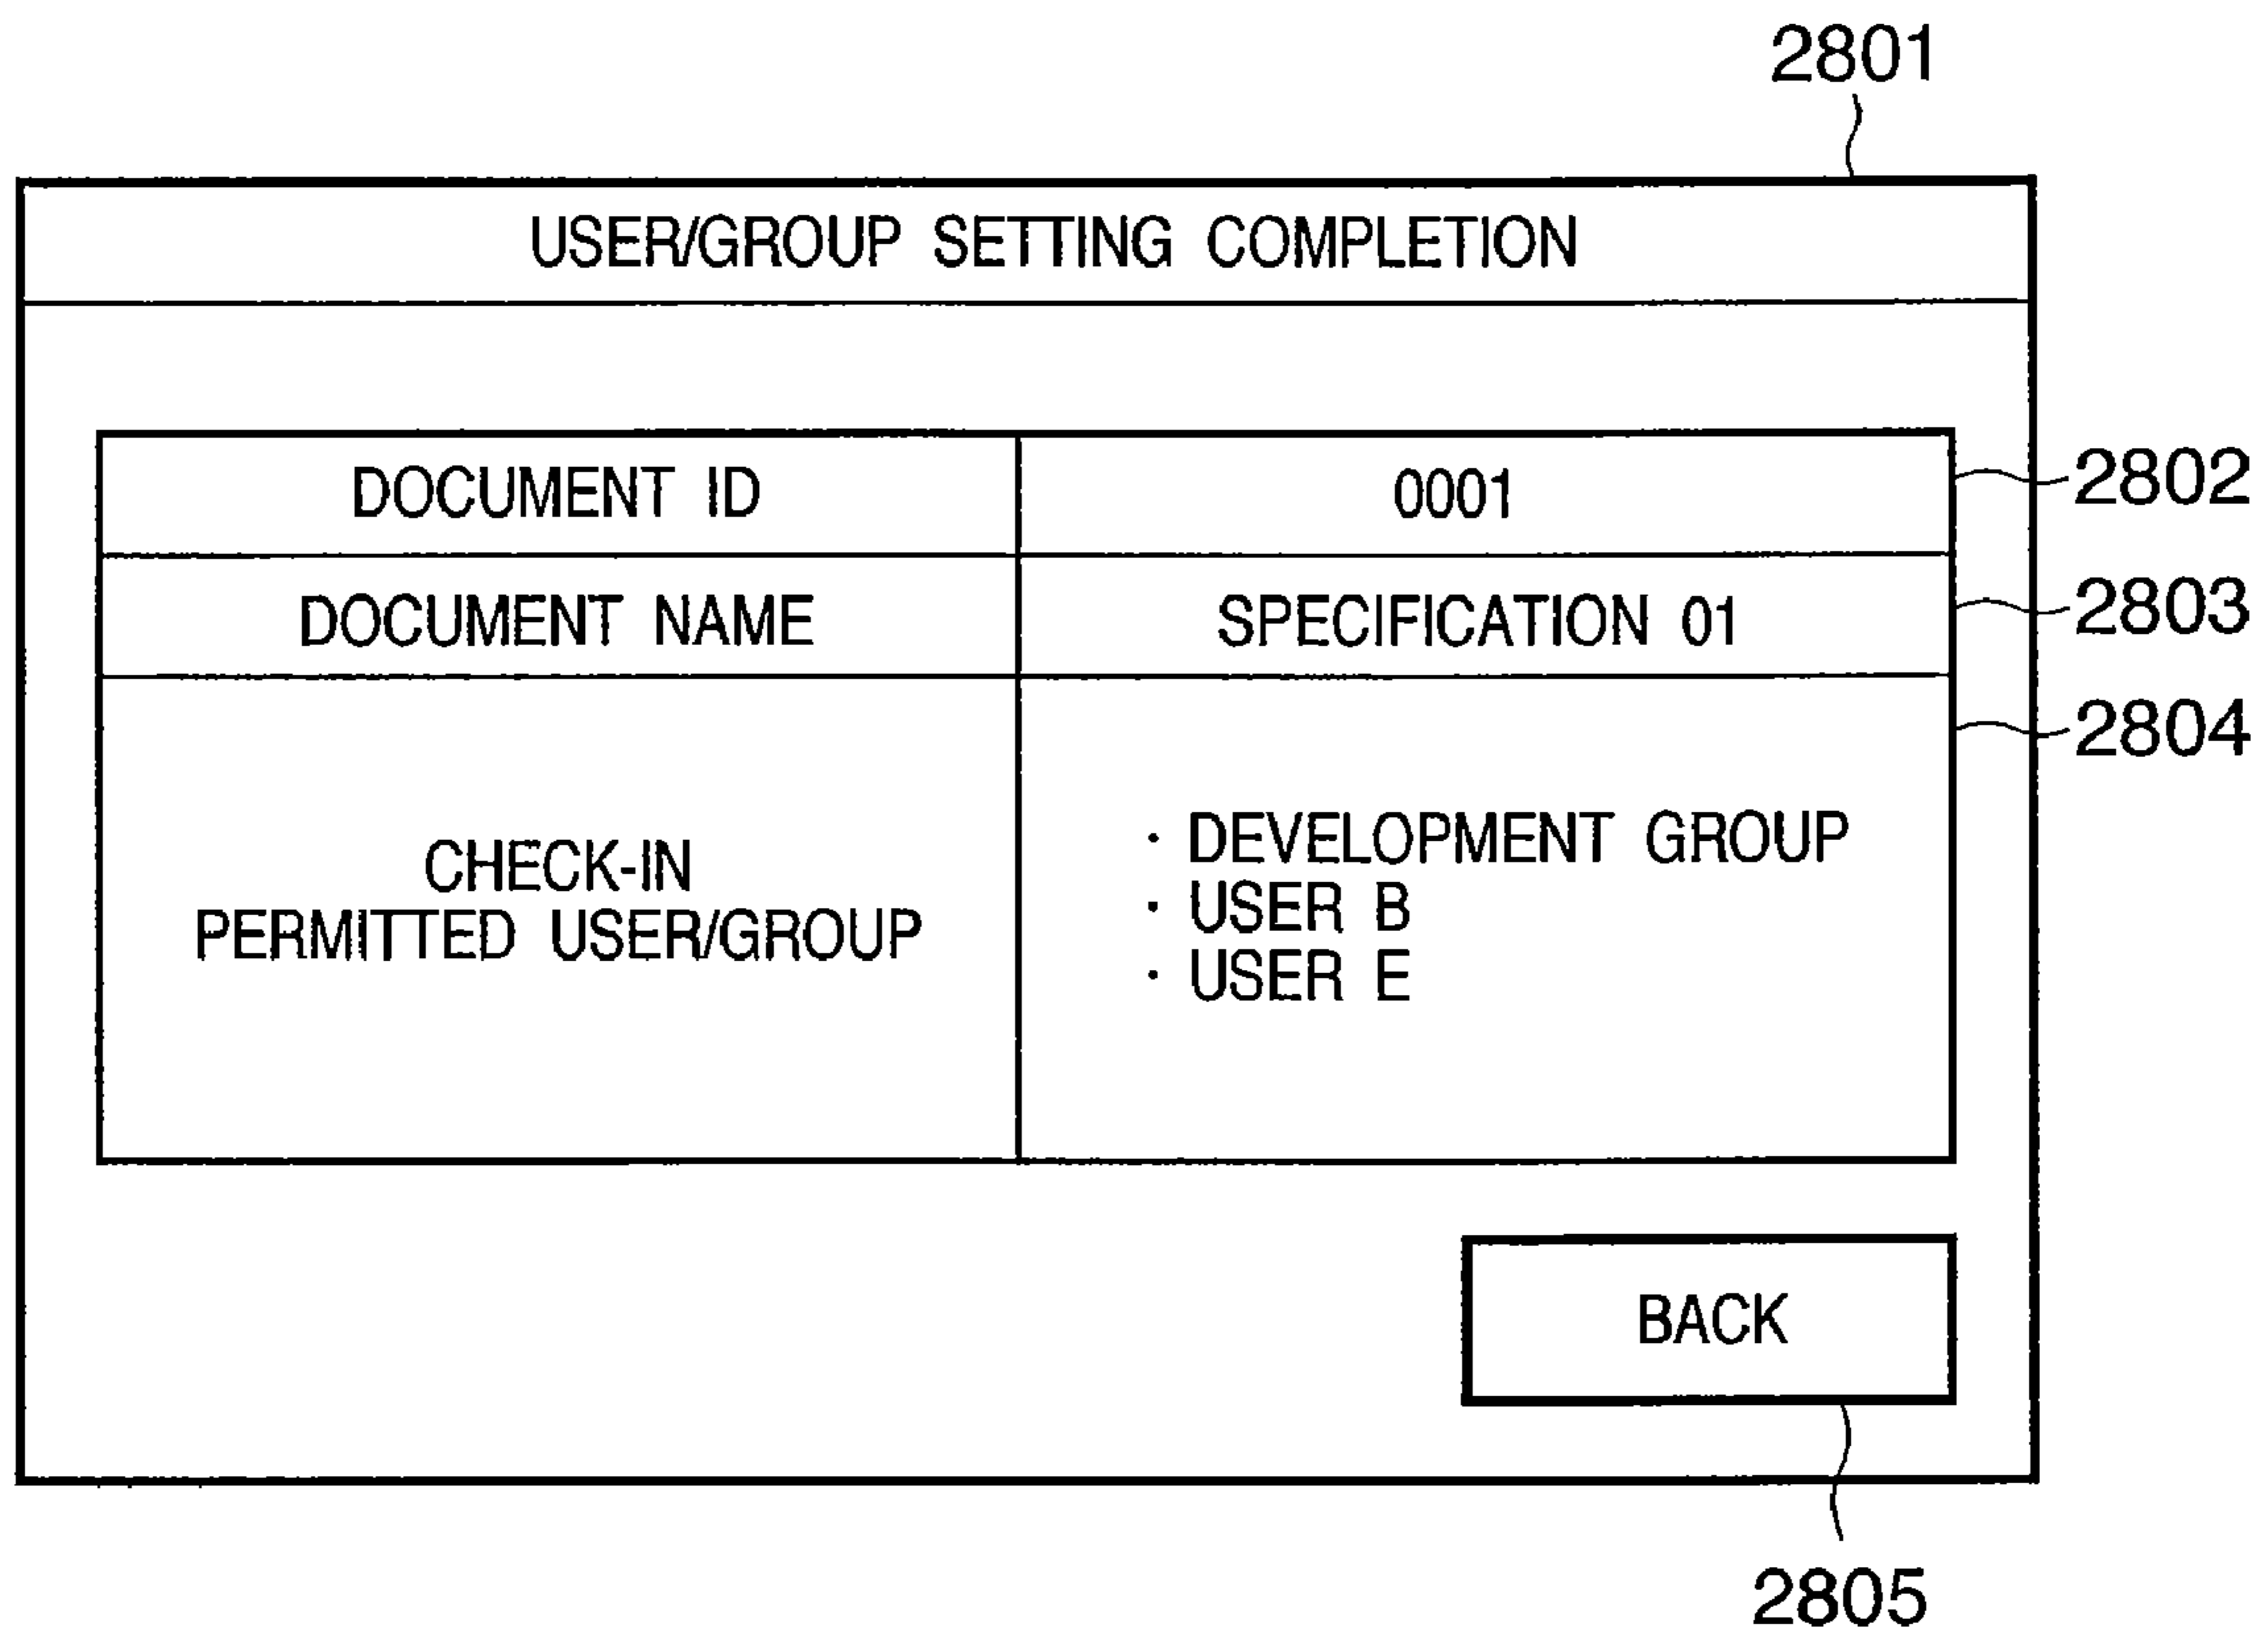 2801
USER/GROUP SETTING COMPLETION
DOCUMENT ID 0001 2802
DOCUMENT NAME SPECIFICATION 01 2803
2804
CHECK-IN
PERMITTED USER/GROUP
· DEVELOPMENT GROUP
· USER B
· USER E
BACK
2805